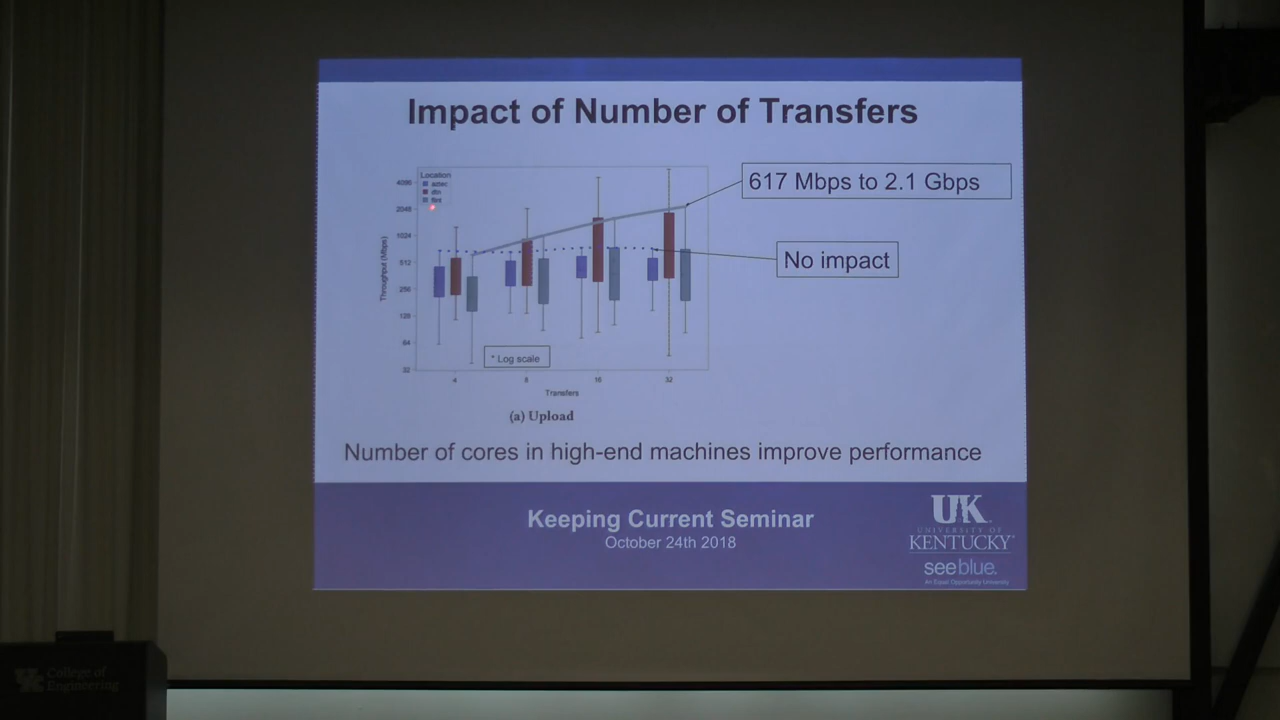 Impact of Number of Transfers
Location
aztec
dtn
flint
4096
2048
1024
512
256
128
64
32
Throughput (Mbps)
4
8
16
32
Transfers
* Log scale
617 Mbps to 2.1 Gbps
No impact
(a) Upload
Number of cores in high-end machines improve performance
Keeping Current Seminar
October 24th 2018
UK
UNIVERSITY OF
KENTUCKY
see blue.
An Equal Opportunity University
College of
Engineering